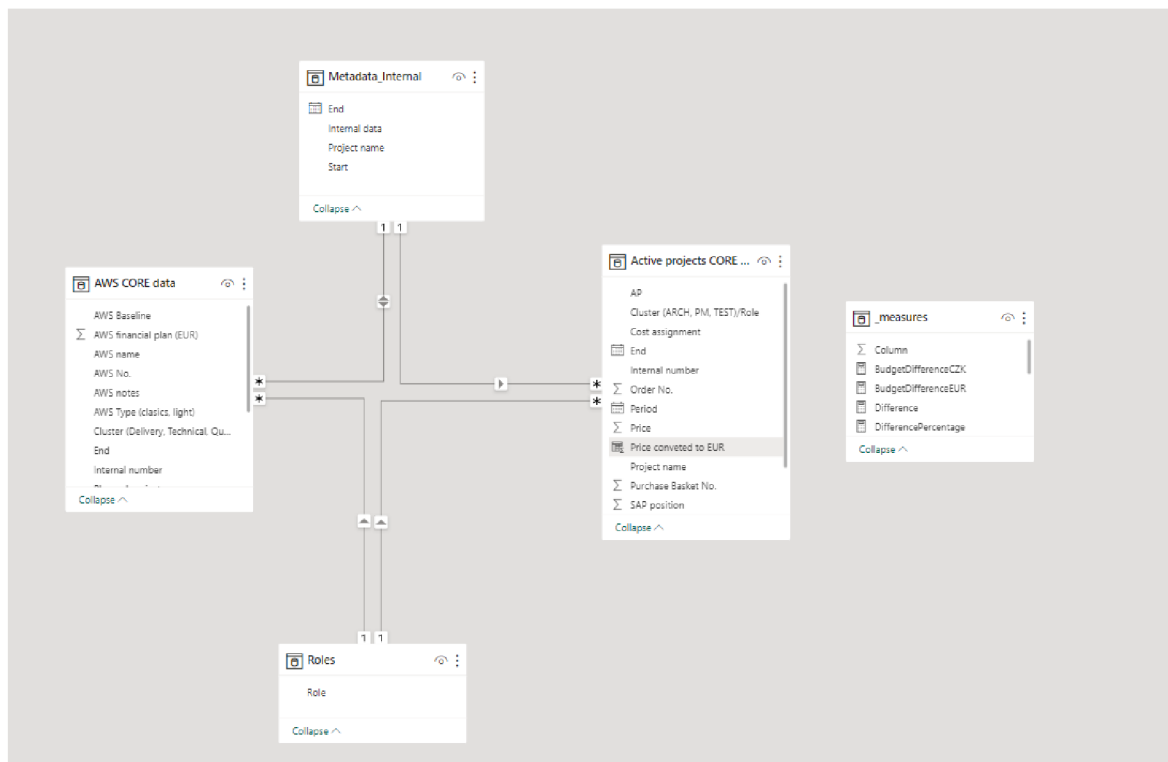 Metadata_Internal
End
Internal data
Project name
Start
Collapse
1 1
AWS CORE data
AWS Baseline
AWS financial plan (EUR)
AWS name
AWS No.
AWS notes
AWS Type (clasics, light)
Cluster (Delivery, Technical, Qu...
End
Internal number
Collapse
*
*
Active projects CORE ...
AP
Cluster (ARCH, PM, TEST)/Role
Cost assignment
End
Internal number
Order No.
Period
Price
Price conveted to EUR
Project name
Purchase Basket No.
SAP position
Collapse
*
*
_measures
Column
BudgetDifferenceCZK
BudgetDifferenceEUR
Difference
DifferencePercentage
Collapse
1 1
Roles
Role
Collapse